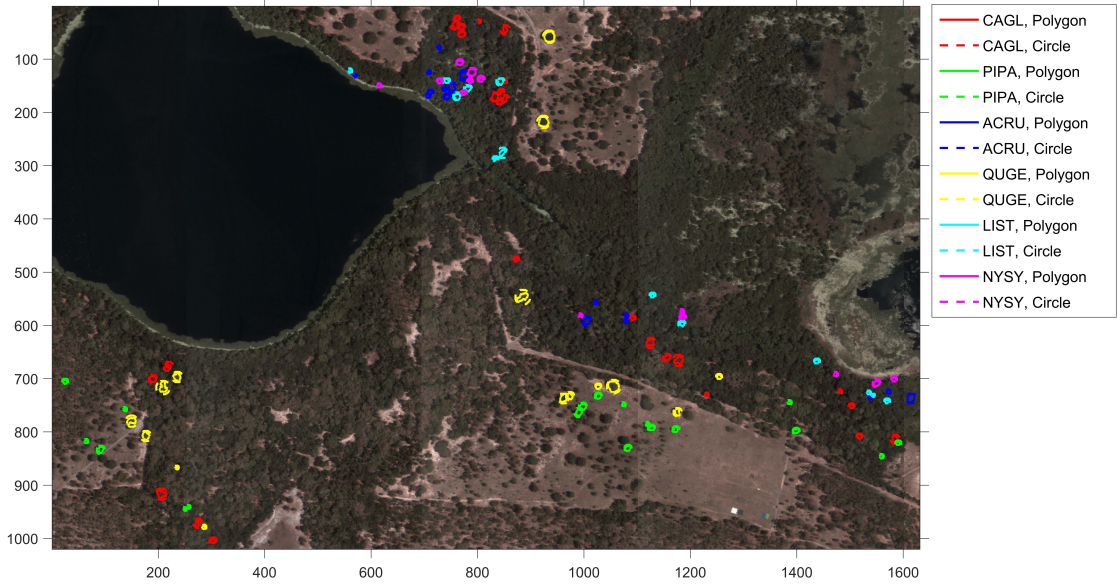 100
200
300
400
500
600
700
800
900
1000
200
400
600
800
1000
1200
1400
1600
CAGL, Polygon
CAGL, Circle
PIPA, Polygon
PIPA, Circle
ACRU, Polygon
ACRU, Circle
QUGE, Polygon
QUGE, Circle
LIST, Polygon
LIST, Circle
NYSY, Polygon
NYSY, Circle